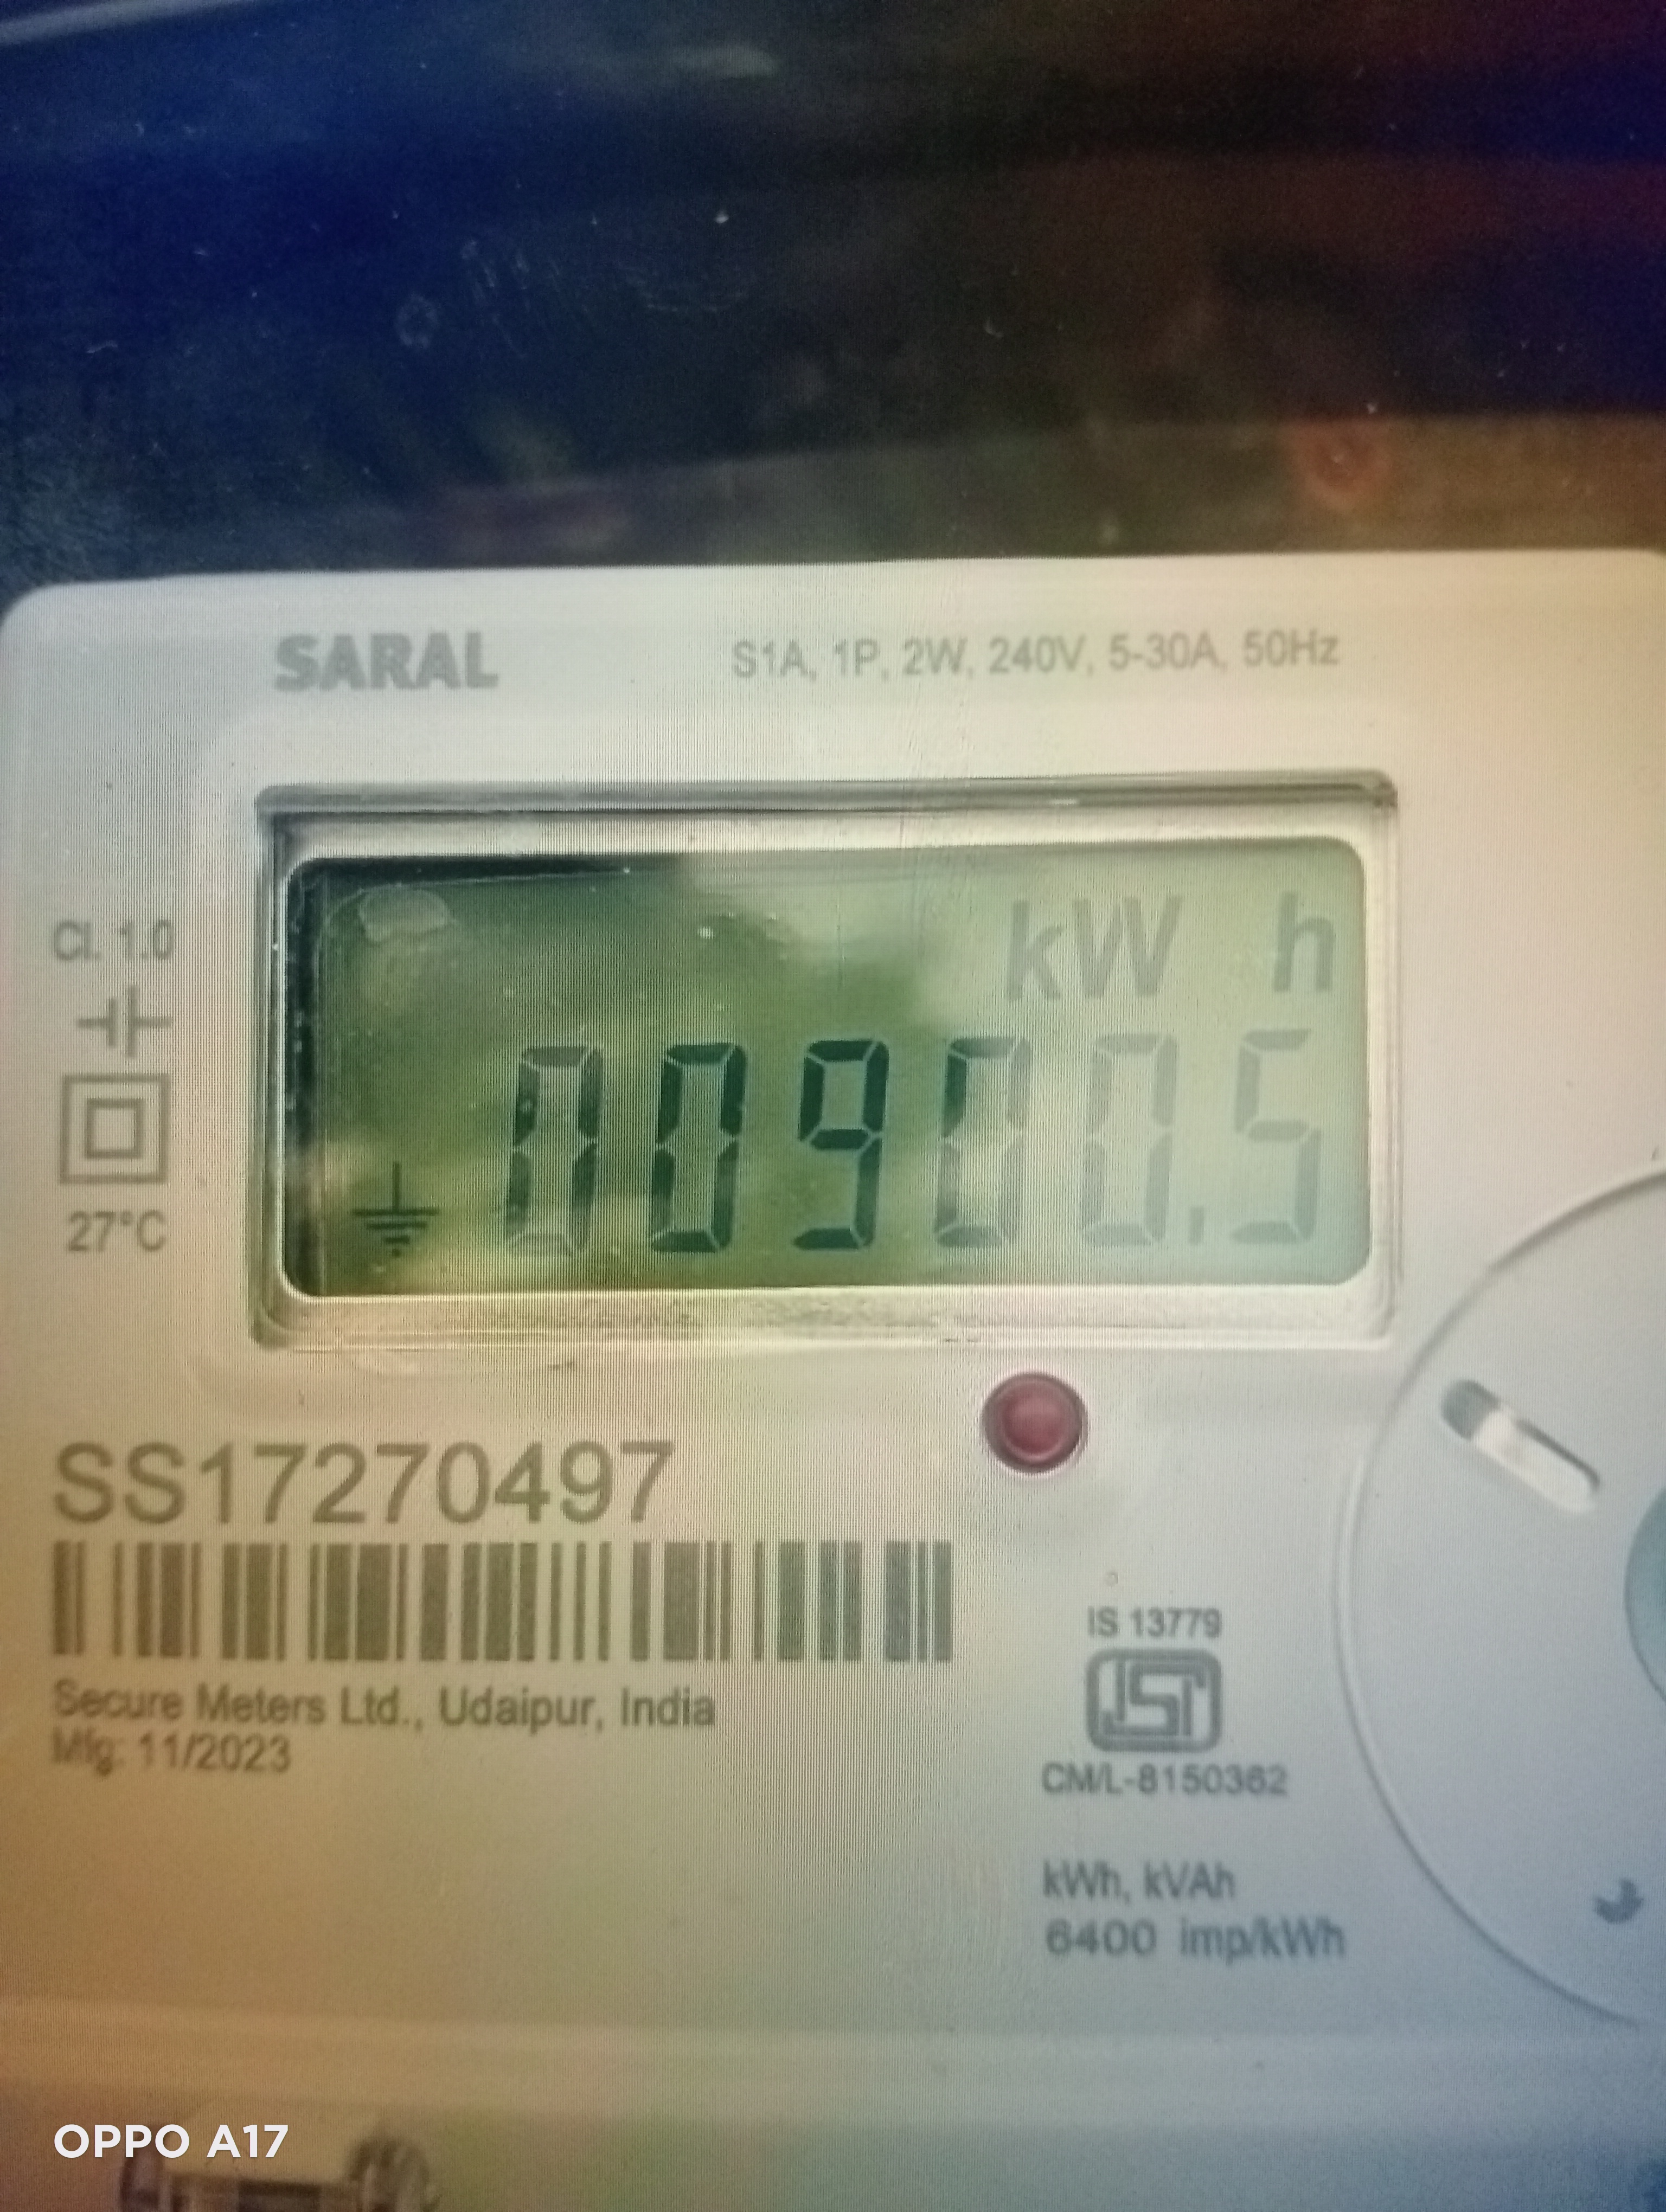 SARAL
S1A, 1P, 2W, 240V, 5-30A, 50Hz
kW h
00900.5
Cl. 1.0
27°C
SS17270497
Secure Meters Ltd., Udaipur, India
Mfg: 11/2023
IS 13779
ISI
CM/L-8150362
kWh, kVAh
6400 imp/kWh
OPPO A17